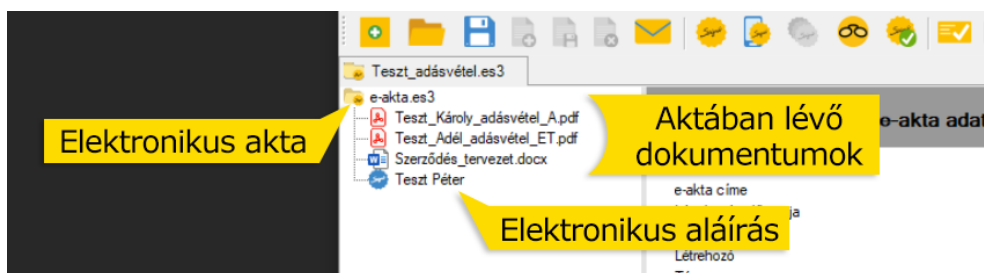 Teszt_adásvétel.es3
e-akta.es3
Teszt_Károly_adásvétel_A.pdf
Teszt_Adél_adásvétel_ET.pdf
Szerződés_tervezet.docx
Teszt Péter
Elektronikus akta
Aktában lévő
dokumentumok
Elektronikus aláírás
e-akta adat
e-akta címe
Létrehozó